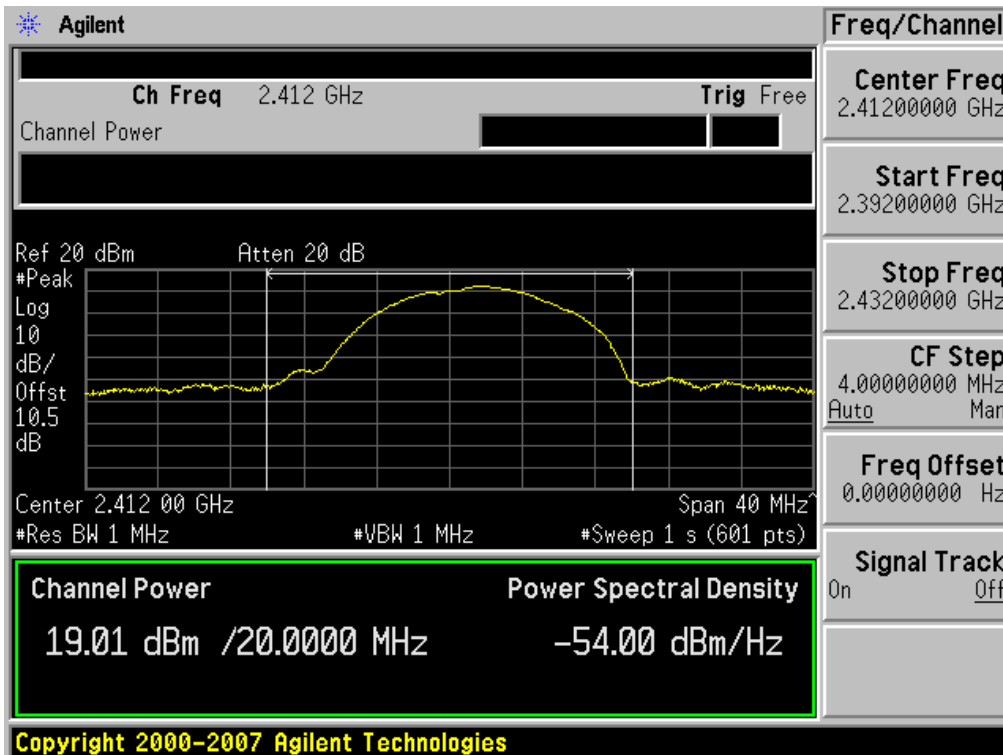 Agilent
Freq/Channel
Ch Freq 2.412 GHz
Trig Free
Channel Power
Ref 20 dBm
Atten 20 dB
#Peak
Log
10
dB/
Offst
10.5
dB
Center 2.412 00 GHz
Span 40 MHz^
#Res BW 1 MHz
#VBW 1 MHz
#Sweep 1 s (601 pts)
Channel Power
Power Spectral Density
19.01 dBm /20.0000 MHz
-54.00 dBm/Hz
Center Freq
2.41200000 GHz
Start Freq
2.39200000 GHz
Stop Freq
2.43200000 GHz
CF Step
4.00000000 MHz
Auto
Man
Freq Offset
0.00000000 Hz
Signal Track
On
Off
Copyright 2000-2007 Agilent Technologies